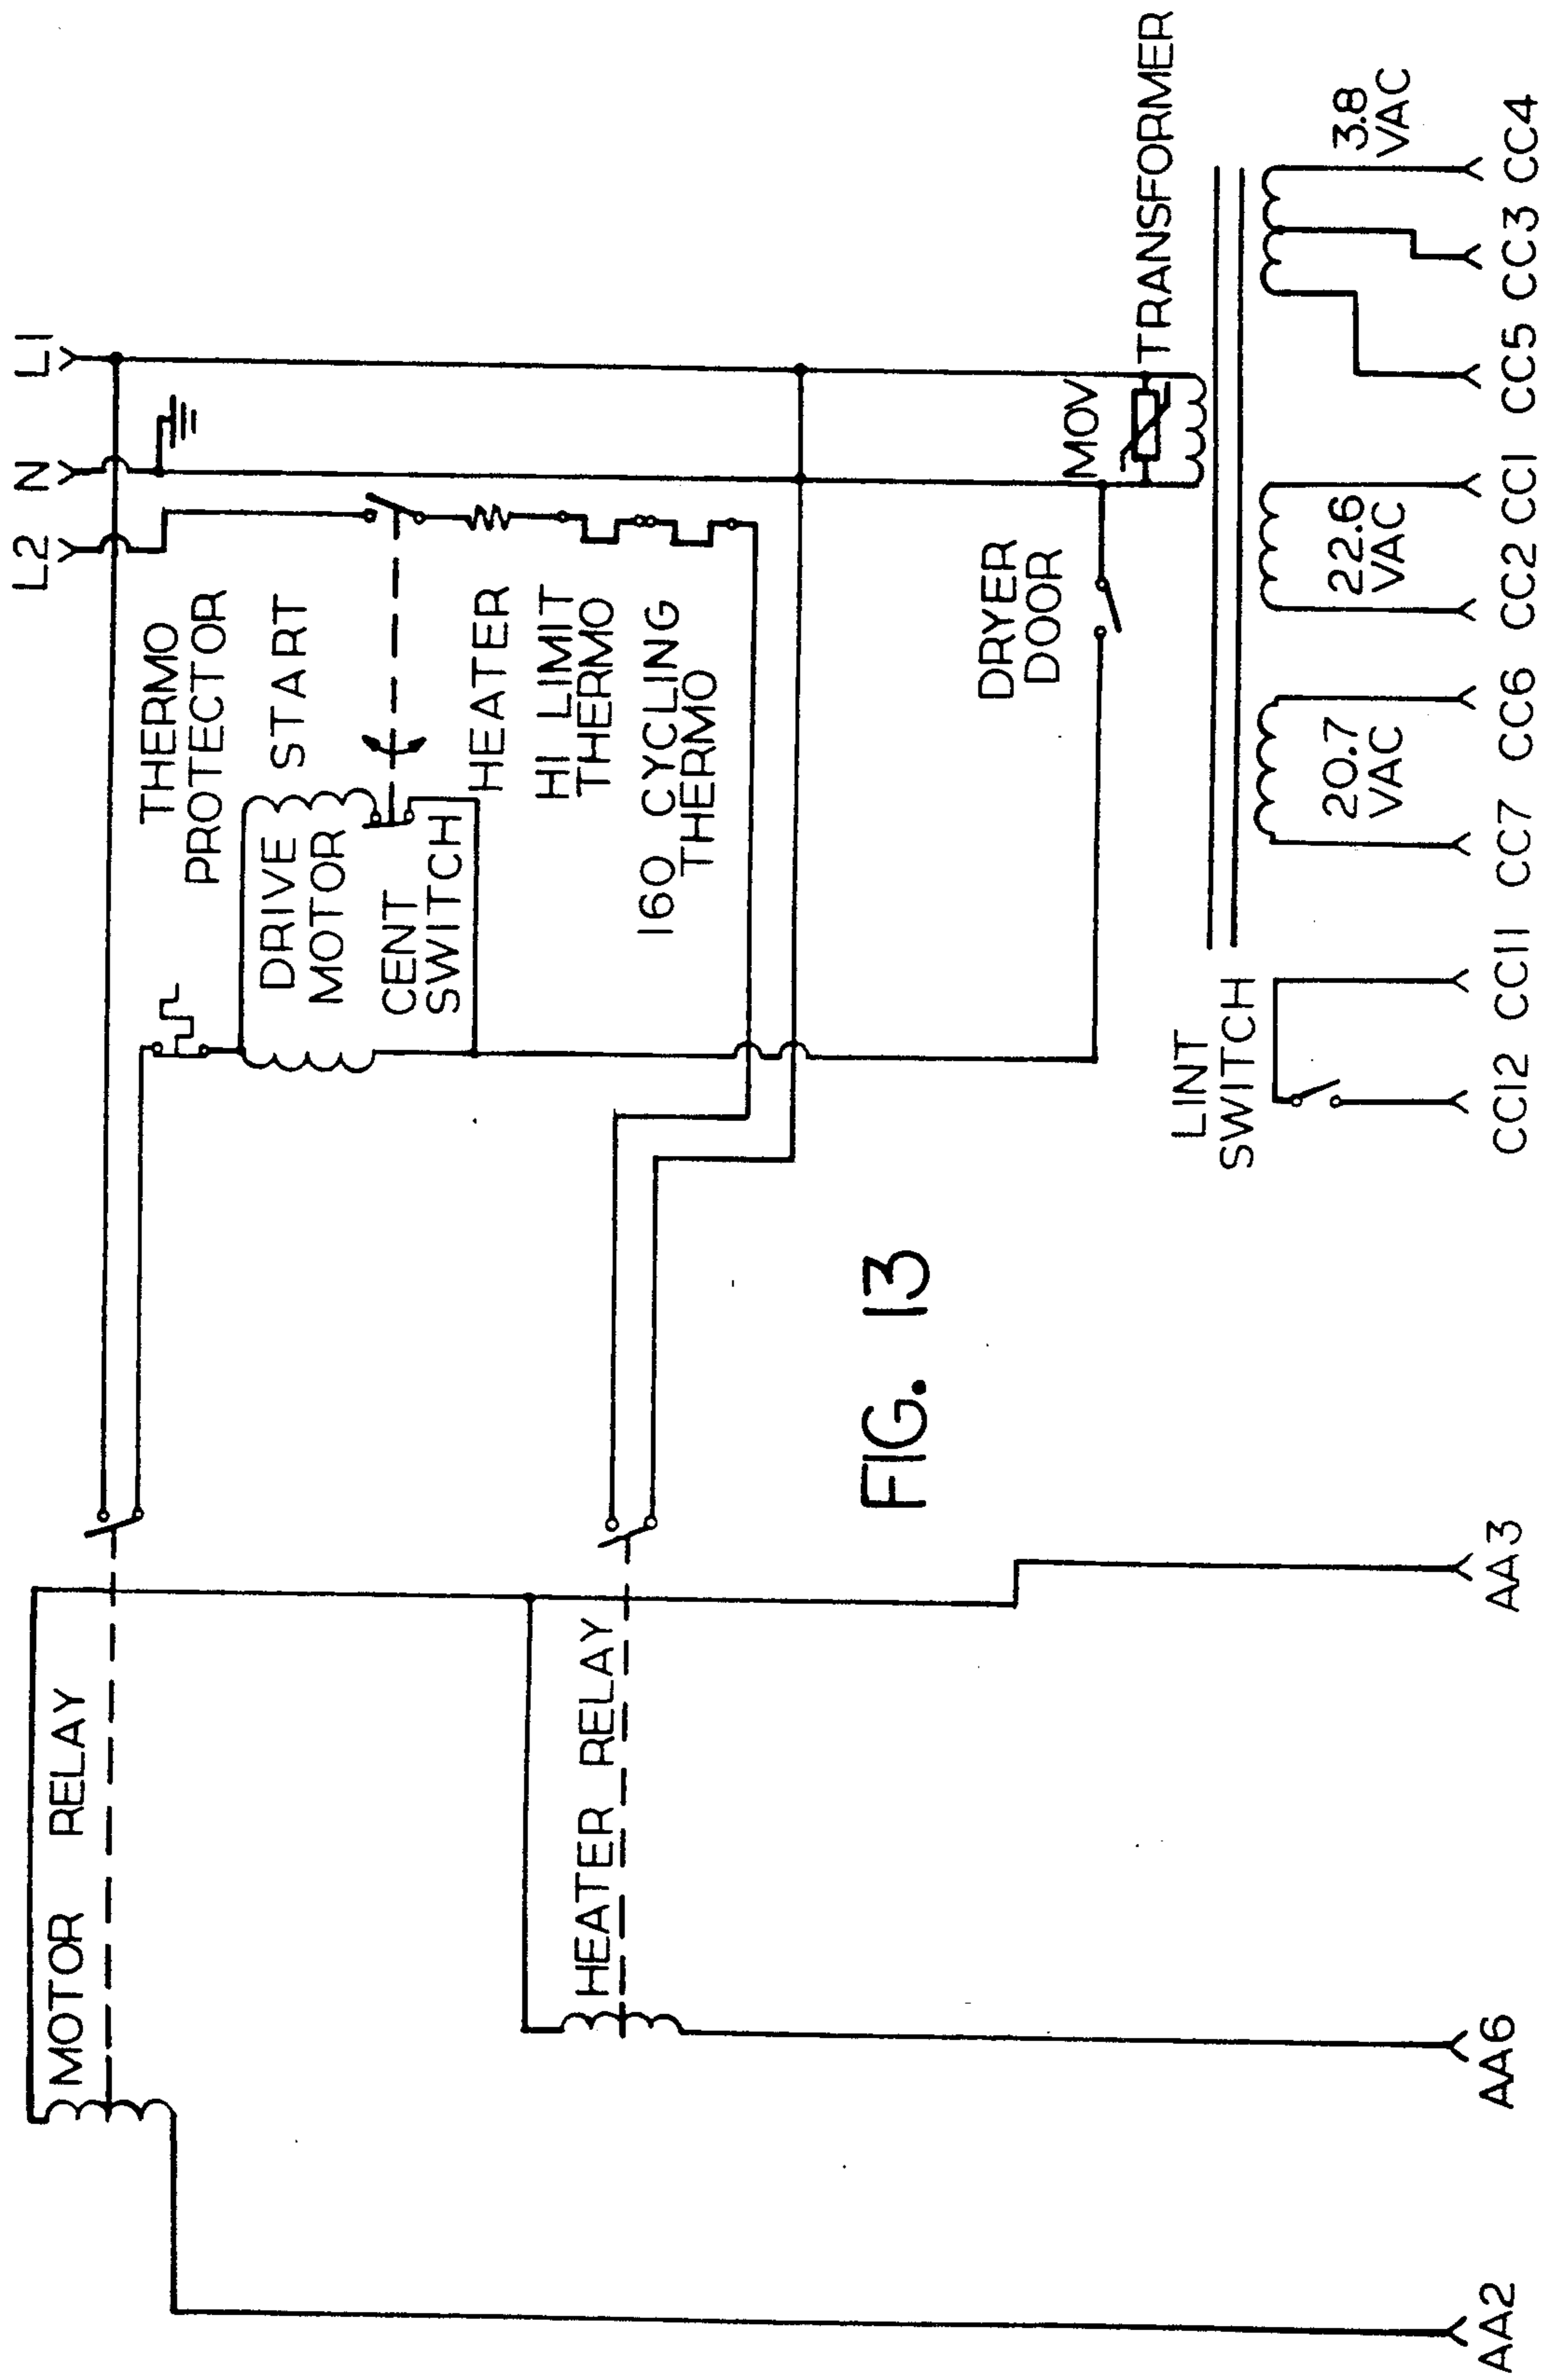 MOTOR RELAY
HEATER RELAY
AA2
AA6
AA3
FIG. 13
L2
N
L1
THERMO
PROTECTOR
DRIVE
MOTOR
START
CENT
SWITCH
HEATER
HI LIMIT
THERMO
160 CYCLING
THERMO
DRYER
DOOR
MOV
TRANSFORMER
LINT
SWITCH
20.7
VAC
22.6
VAC
3.8
VAC
CC12
CC11
CC7
CC6
CC2
CC1
CC5
CC3
CC4